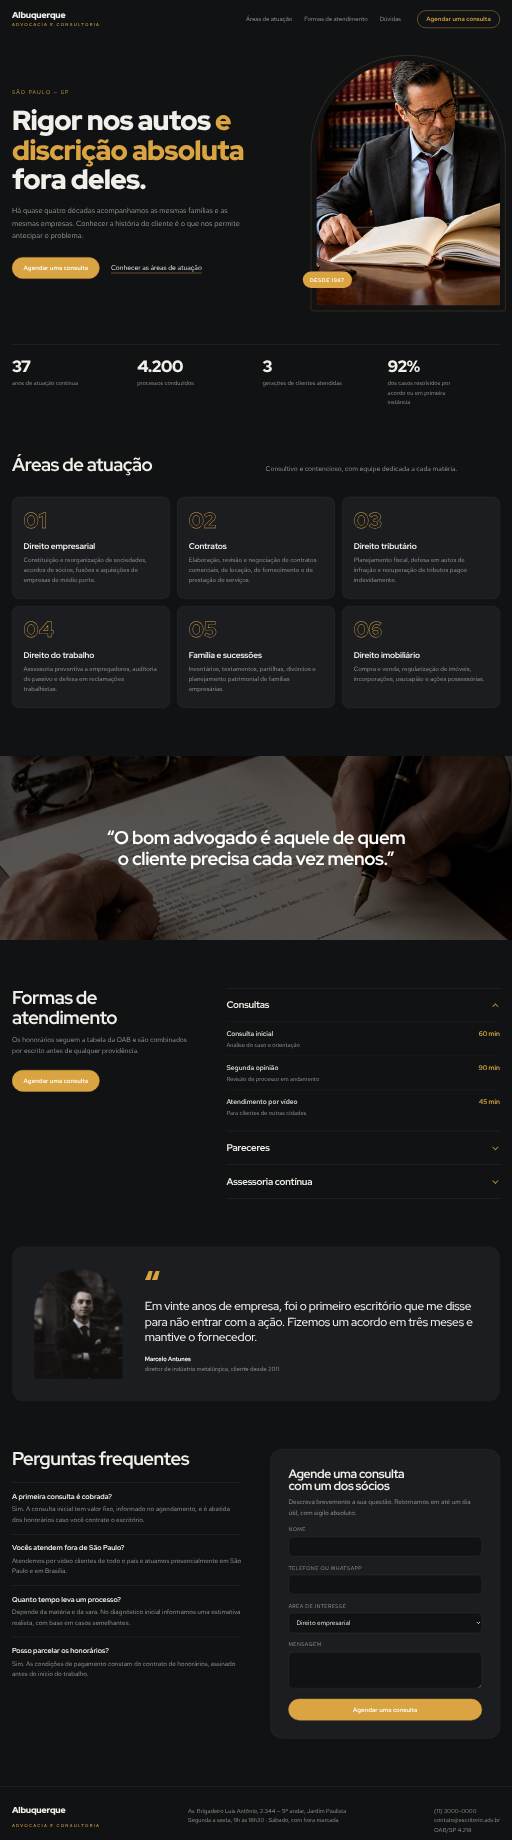 Albuquerque
ADVOCACIA E CONSULTORIA
Áreas de atuação
Formas de atendimento
Dúvidas
Agendar uma consulta
SÃO PAULO — SP
Rigor nos autos e
discrição absoluta
fora deles.
Há quase quatro décadas acompanhamos as mesmas famílias e as
mesmas empresas. Conhecer a história do cliente é o que nos permite
antecipar o problema.
Agendar uma consulta
Conhecer as áreas de atuação
DESDE 1987
37
anos de atuação contínua
4.200
processos conduzidos
3
gerações de clientes atendidas
92%
dos casos resolvidos por
acordo ou em primeira
instância
Áreas de atuação
Consultivo e contencioso, com equipe dedicada a cada matéria.
01
Direito empresarial
Constituição e reorganização de sociedades,
acordos de sócios, fusões e aquisições de
empresas de médio porte.
02
Contratos
Elaboração, revisão e negociação de contratos
comerciais, de locação, de fornecimento e de
prestação de serviços.
03
Direito tributário
Planejamento fiscal, defesa em autos de
infração e recuperação de tributos pagos
indevidamente.
04
Direito do trabalho
Assessoria preventiva a empregadores, auditoria
de passivo e defesa em reclamações
trabalhistas.
05
Família e sucessões
Inventários, testamentos, partilhas, divórcios e
planejamento patrimonial de famílias
empresárias.
06
Direito imobiliário
Compra e venda, regularização de imóveis,
incorporações, usucapião e ações possessórias.
“O bom advogado é aquele de quem
o cliente precisa cada vez menos.”
Formas de
atendimento
Os honorários seguem a tabela da OAB e são combinados
por escrito antes de qualquer providência.
Agendar uma consulta
Consultas
Consulta inicial
60 min
Análise do caso e orientação
Segunda opinião
90 min
Revisão de processo em andamento
Atendimento por vídeo
45 min
Para clientes de outras cidades
Pareceres
Assessoria contínua
“
Em vinte anos de empresa, foi o primeiro escritório que me disse
para não entrar com a ação. Fizemos um acordo em três meses e
mantive o fornecedor.
Marcelo Antunes
diretor de indústria metalúrgica, cliente desde 2011
Perguntas frequentes
A primeira consulta é cobrada?
Sim. A consulta inicial tem valor fixo, informado no agendamento, e é abatida
dos honorários caso você contrate o escritório.
Vocês atendem fora de São Paulo?
Atendemos por vídeo clientes de todo o país e atuamos presencialmente em São
Paulo e em Brasília.
Quanto tempo leva um processo?
Depende da matéria e da vara. No diagnóstico inicial informamos uma estimativa
realista, com base em casos semelhantes.
Posso parcelar os honorários?
Sim. As condições de pagamento constam do contrato de honorários, assinado
antes do início do trabalho.
Agende uma consulta
com um dos sócios
Descreva brevemente a sua questão. Retornamos em até um dia
útil, com sigilo absoluto.
NOME
TELEFONE OU WHATSAPP
ÁREA DE INTERESSE
Direito empresarial
MENSAGEM
Agendar uma consulta
Albuquerque
ADVOCACIA E CONSULTORIA
Av. Brigadeiro Luís Antônio, 2.344 — 5º andar, Jardim Paulista
Segunda a sexta, 9h às 18h30 · Sábado, com hora marcada
(11) 3000-0000
contato@escritorio.adv.br
OAB/SP 4.218